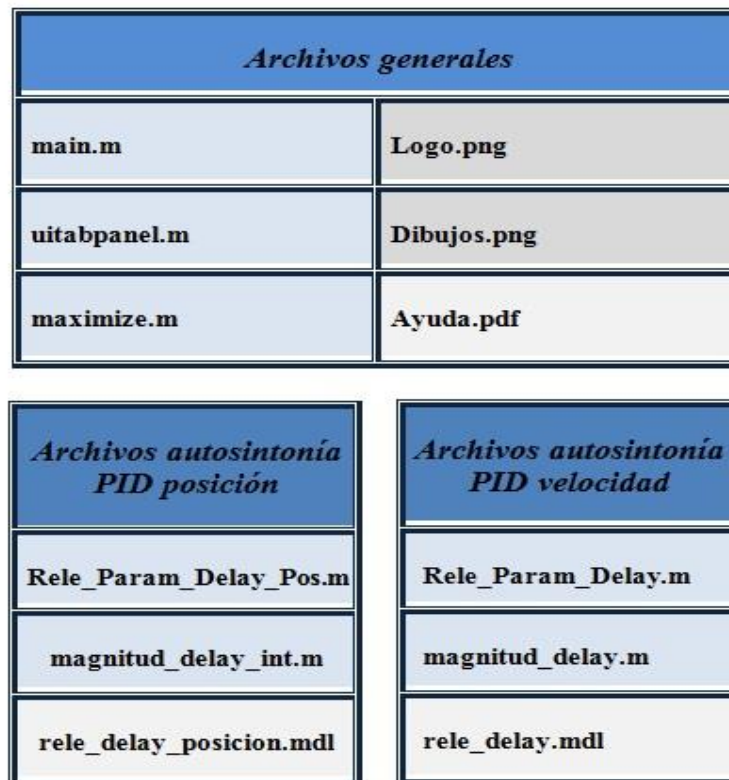 Archivos generales
main.m
Logo.png
uitabpanel.m
Dibujos.png
maximize.m
Ayuda.pdf
Archivos autosintonía
PID posición
Rele_Param_Delay_Pos.m
magnitud_delay_int.m
rele_delay_posicion.mdl
Archivos autosintonía
PID velocidad
Rele_Param_Delay.m
magnitud_delay.m
rele_delay.mdl